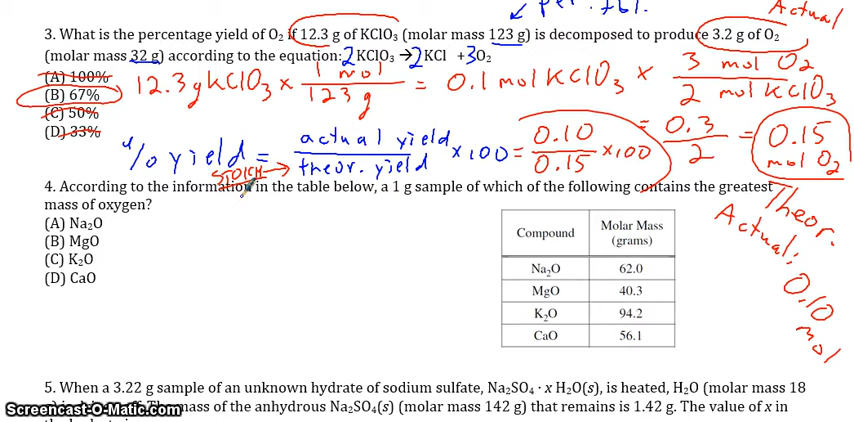 per. tbl.
Actual
3. What is the percentage yield of O₂ if 12.3 g of KClO₃ (molar mass 123 g) is decomposed to produce 3.2 g of O₂
(molar mass 32 g) according to the equation: 2 KClO₃ → 2 KCl + 3 O₂
(A) 100%
(B) 67%
(C) 50%
(D) 33%
12.3 g KClO₃ × 1 mol / 123 g = 0.1 mol KClO₃ × 3 mol O₂ / 2 mol KClO₃
= 0.3 / 2 = 0.15 mol O₂
% yield = actual yield / theor. yield × 100 = 0.10 / 0.15 × 100
STOICH →
Theor.
Actual: 0.10 mol
4. According to the information in the table below, a 1 g sample of which of the following contains the greatest
mass of oxygen?
(A) Na₂O
(B) MgO
(C) K₂O
(D) CaO
Compound Molar Mass
(grams)
Na₂O 62.0
MgO 40.3
K₂O 94.2
CaO 56.1
5. When a 3.22 g sample of an unknown hydrate of sodium sulfate, Na₂SO₄ · x H₂O(s), is heated, H₂O (molar mass 18
mass of the anhydrous Na₂SO₄(s) (molar mass 142 g) that remains is 1.42 g. The value of x in
Screencast-O-Matic.com